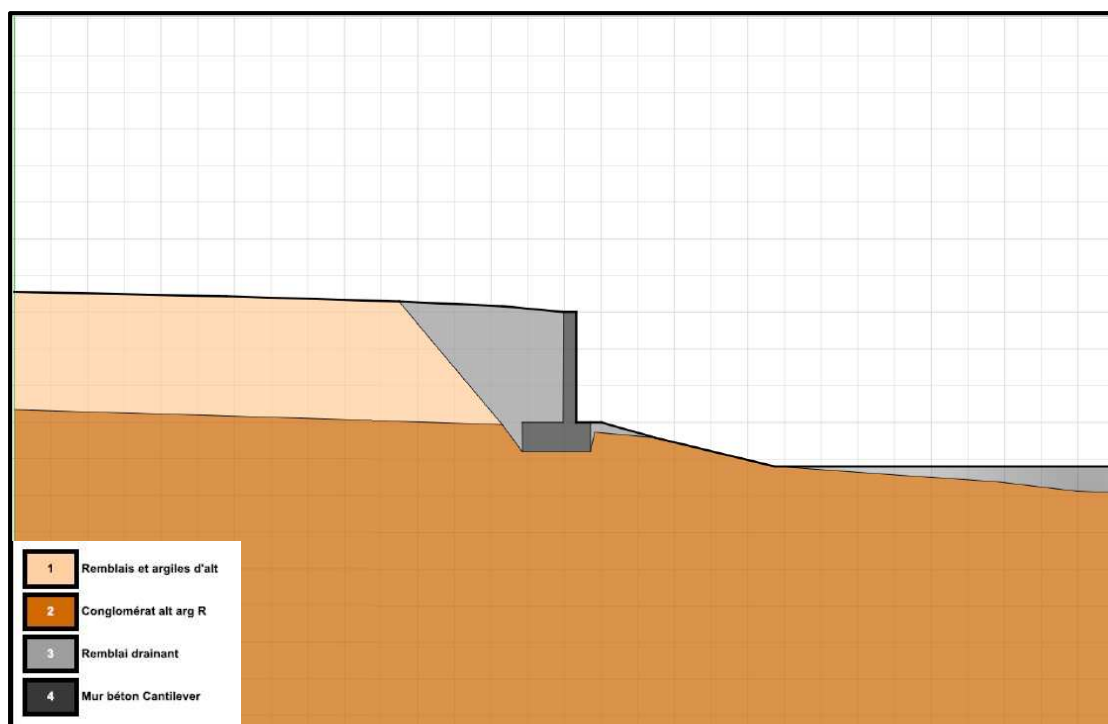 1 Remblais et argiles d'alt
2 Conglomérat alt arg R
3 Remblai drainant
4 Mur béton Cantilever